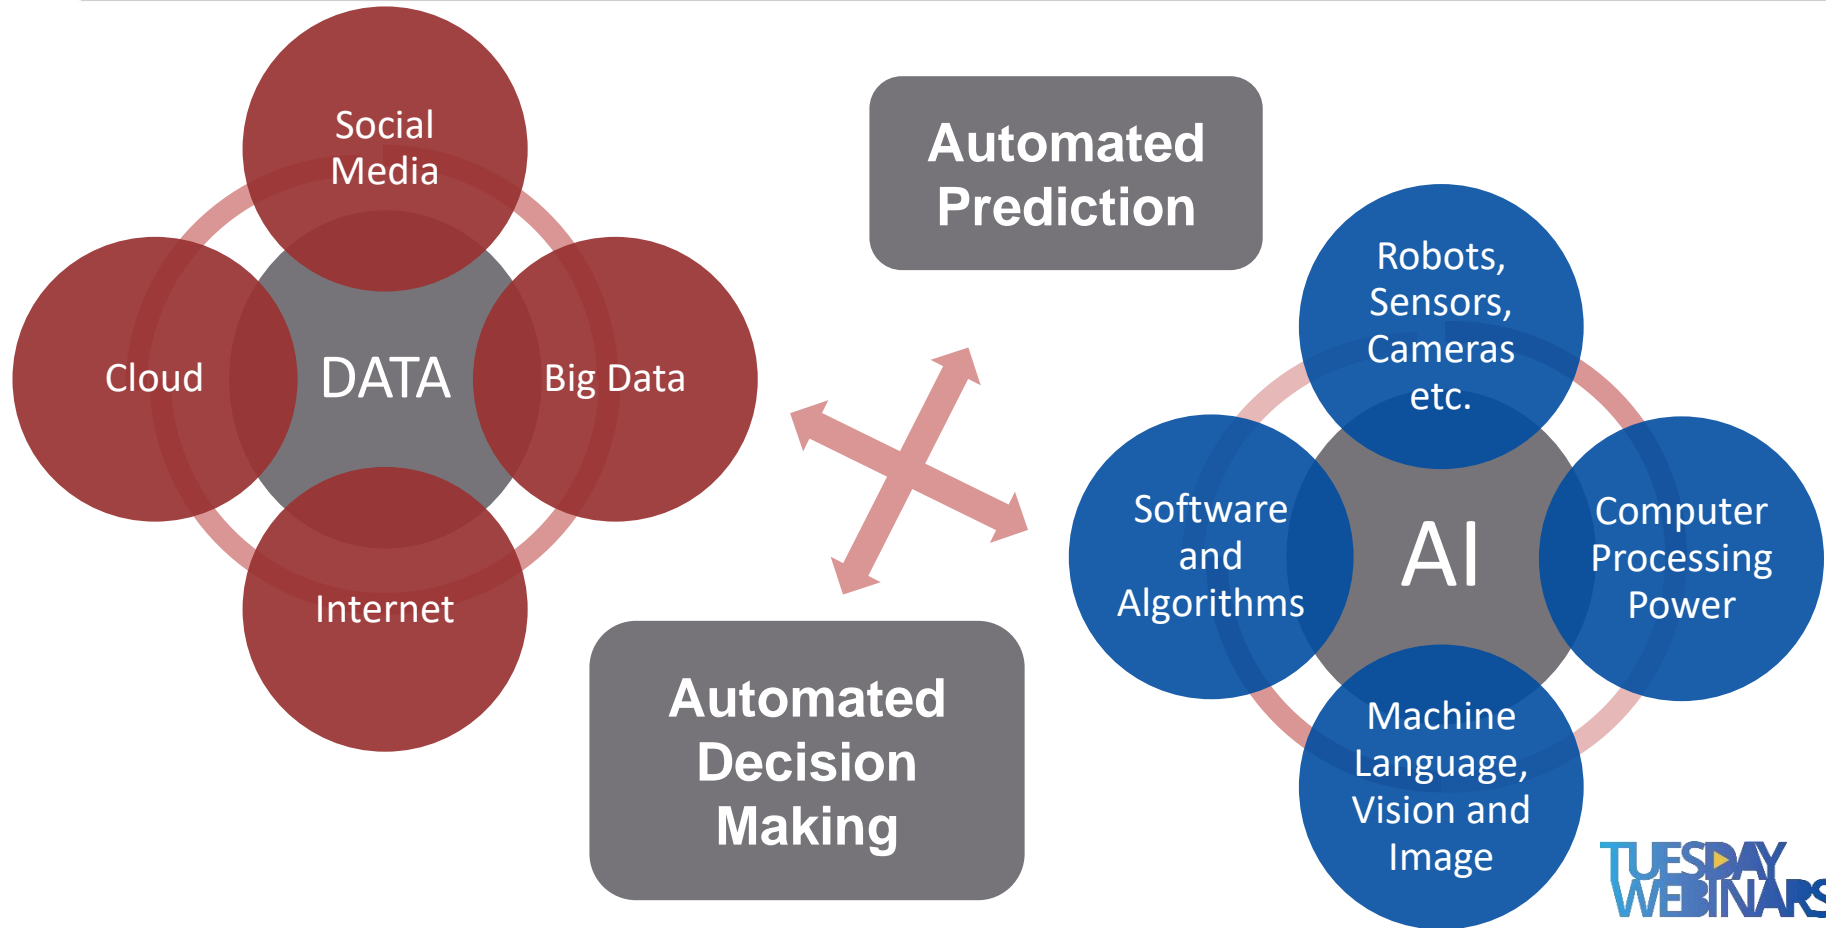 Social
Media
Cloud
DATA
Big Data
Internet
Automated
Prediction
Automated
Decision
Making
Robots,
Sensors,
Cameras
etc.
Software
and
Algorithms
AI
Computer
Processing
Power
Machine
Language,
Vision and
Image
TUESDAY
WEBINARS